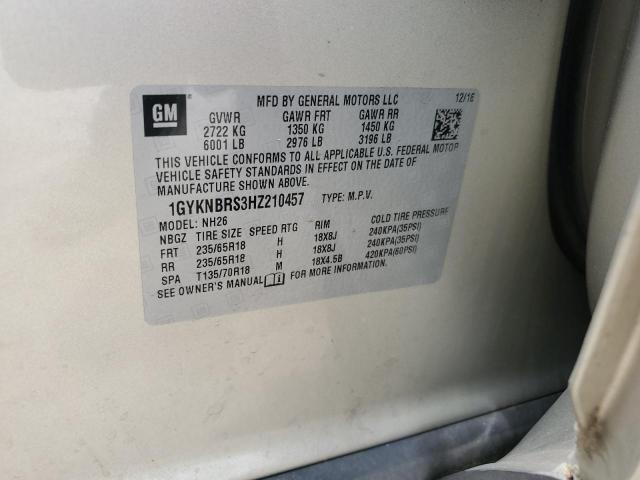 GM
MFD BY GENERAL MOTORS LLC 12/16
GVWR GAWR FRT GAWR RR
2722 KG 1350 KG 1450 KG
6001 LB 2976 LB 3196 LB
THIS VEHICLE CONFORMS TO ALL APPLICABLE U.S. FEDERAL MOTOR
VEHICLE SAFETY STANDARDS IN EFFECT ON THE DATE OF
MANUFACTURE SHOWN ABOVE.
1GYKNBRS3HZ210457 TYPE: M.P.V.
MODEL: NH26
NBGZ TIRE SIZE SPEED RTG RIM COLD TIRE PRESSURE
FRT 235/65R18 H 18X8J 240KPA(35PSI)
RR 235/65R18 H 18X8J 240KPA(35PSI)
SPA T135/70R18 M 18X4.5B 420KPA(60PSI)
SEE OWNER'S MANUAL FOR MORE INFORMATION.